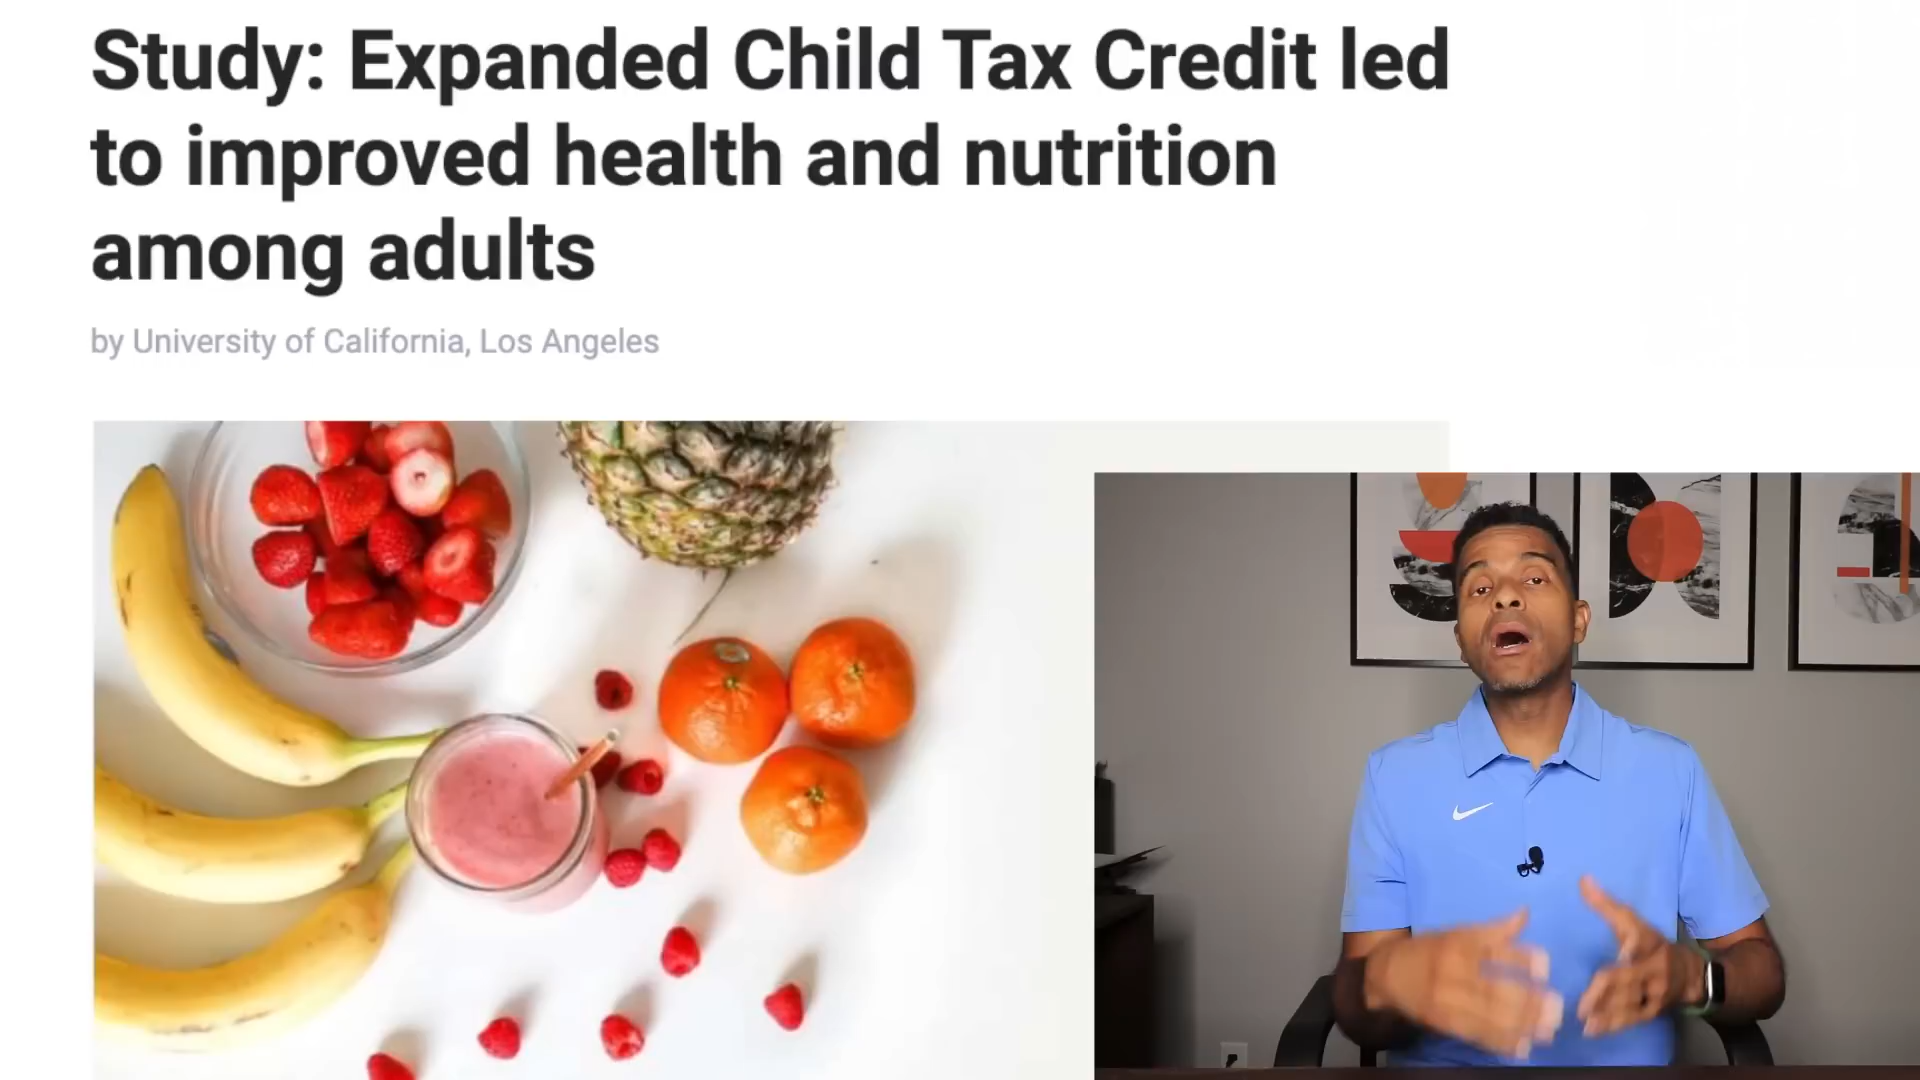 Study: Expanded Child Tax Credit led
to improved health and nutrition
among adults
by University of California, Los Angeles